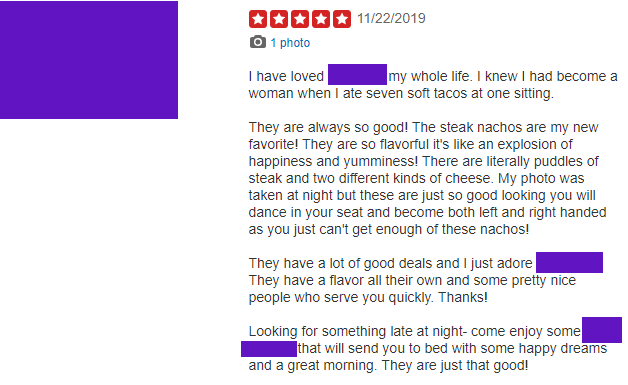 11/22/2019
1 photo
I have loved my whole life. I knew I had become a
woman when I ate seven soft tacos at one sitting.
They are always so good! The steak nachos are my new
favorite! They are so flavorful it's like an explosion of
happiness and yumminess! There are literally puddles of
steak and two different kinds of cheese. My photo was
taken at night but these are just so good looking you will
dance in your seat and become both left and right handed
as you just can't get enough of these nachos!
They have a lot of good deals and I just adore
They have a flavor all their own and some pretty nice
people who serve you quickly. Thanks!
Looking for something late at night- come enjoy some
that will send you to bed with some happy dreams
and a great morning. They are just that good!